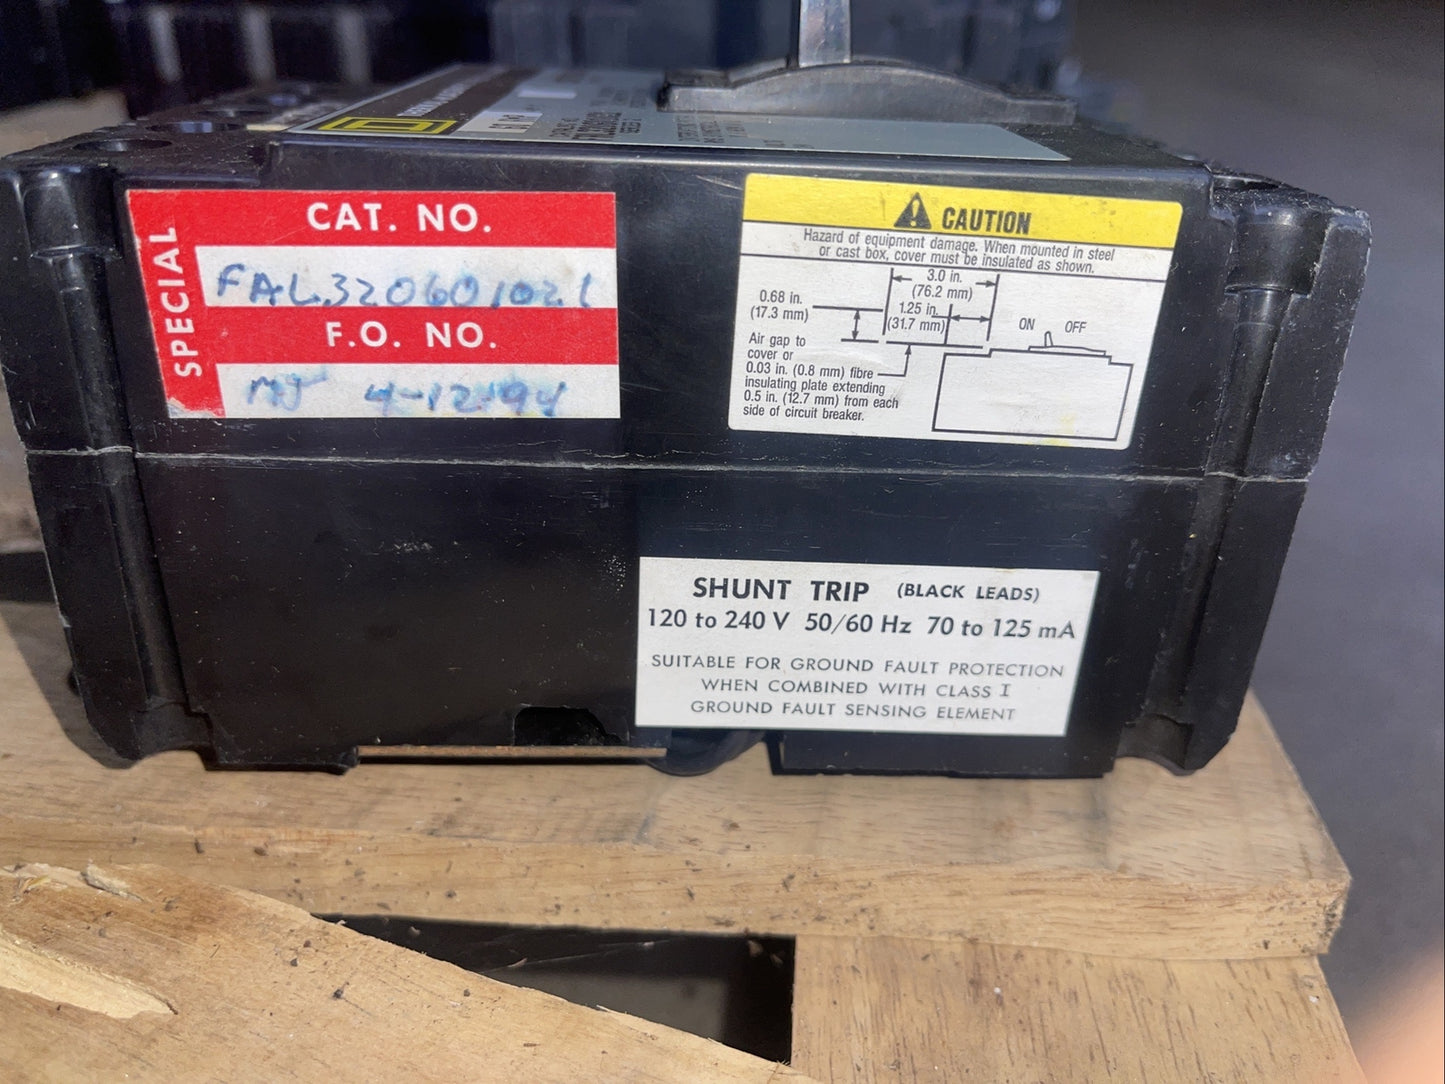 SPECIAL
CAT. NO.
FAL320601021
F.O. NO.
MJ 4-12-94
CAUTION
Hazard of equipment damage. When mounted in steel
or cast box, cover must be insulated as shown.
3.0 in.
(76.2 mm)
0.68 in.
(17.3 mm)
1.25 in.
(31.7 mm)
ON OFF
Air gap to
cover or
0.03 in. (0.8 mm) fibre
insulating plate extending
0.5 in. (12.7 mm) from each
side of circuit breaker.
SHUNT TRIP (BLACK LEADS)
120 to 240 V 50/60 Hz 70 to 125 mA
SUITABLE FOR GROUND FAULT PROTECTION
WHEN COMBINED WITH CLASS I
GROUND FAULT SENSING ELEMENT